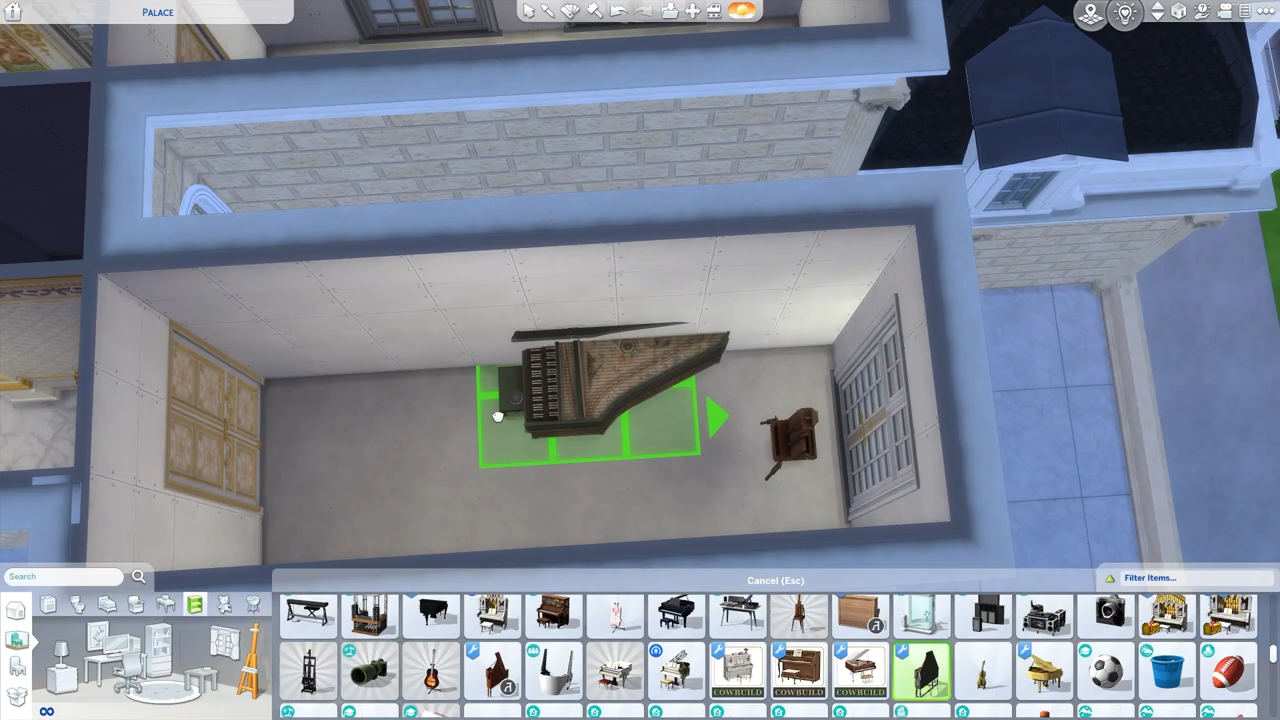 PALACE
Search
Cancel (Esc)
Filter Items...
COWBUILD
COWBUILD
COWBUILD